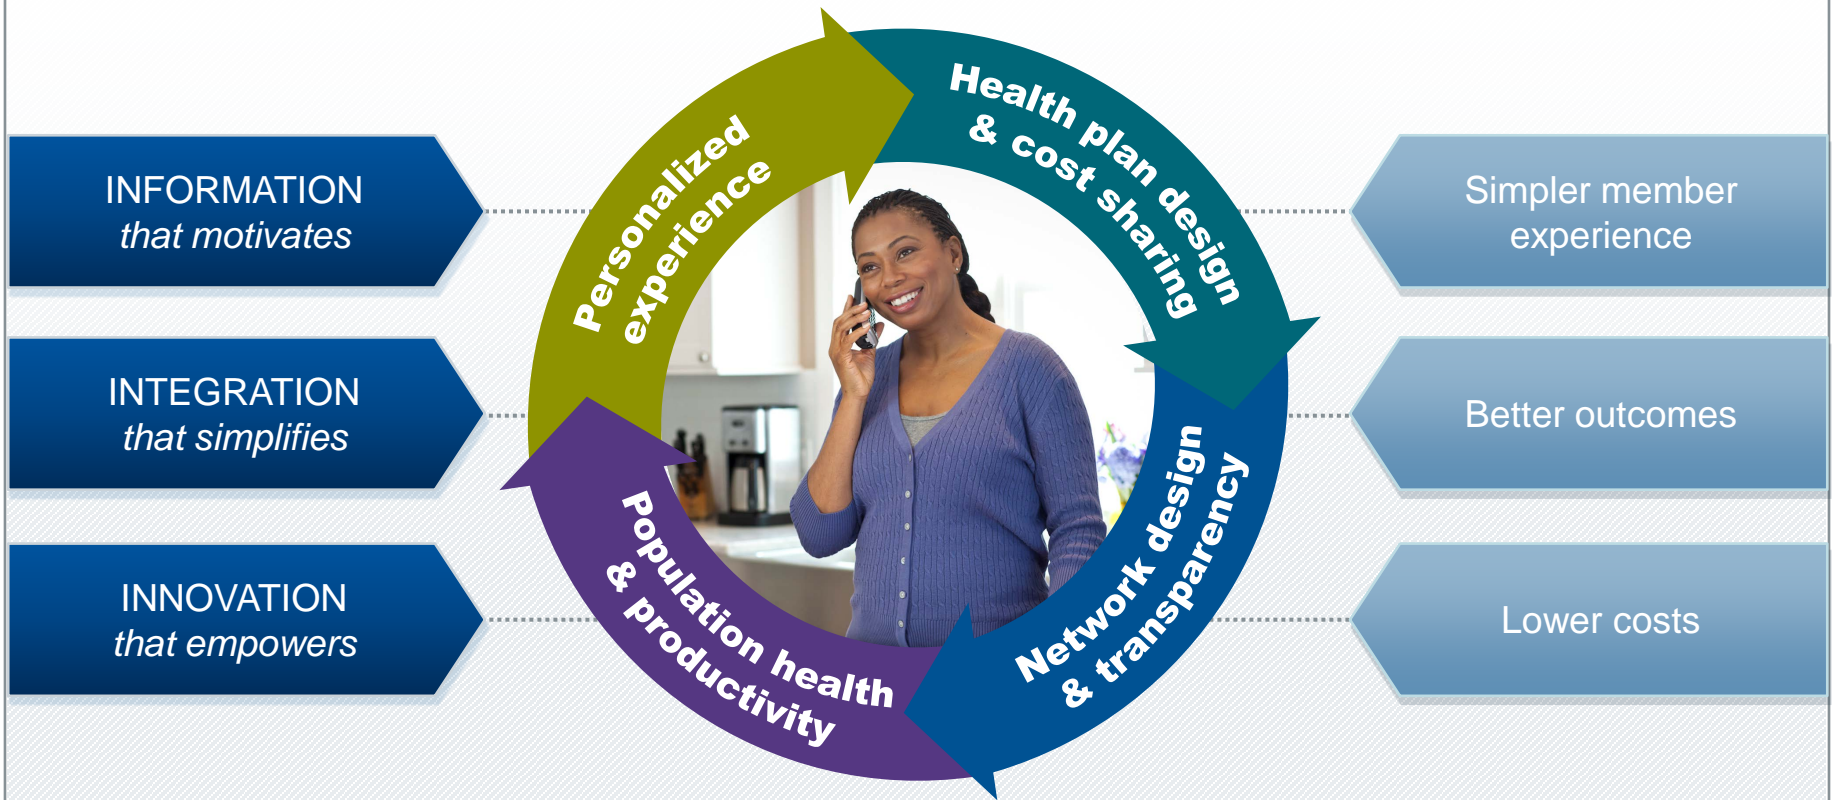 INFORMATION
that motivates
INTEGRATION
that simplifies
INNOVATION
that empowers
Personalized
experience
Health plan design
& cost sharing
Network design
& transparency
Population health
& productivity
Simpler member
experience
Better outcomes
Lower costs